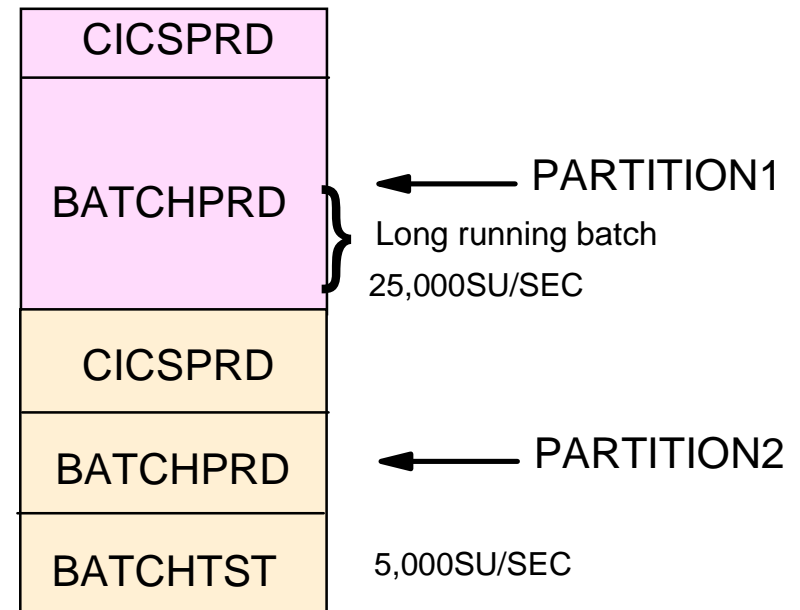 CICSPRD
BATCHPRD
PARTITION1
}
Long running batch
25,000SU/SEC
CICSPRD
BATCHPRD
PARTITION2
BATCHTST
5,000SU/SEC